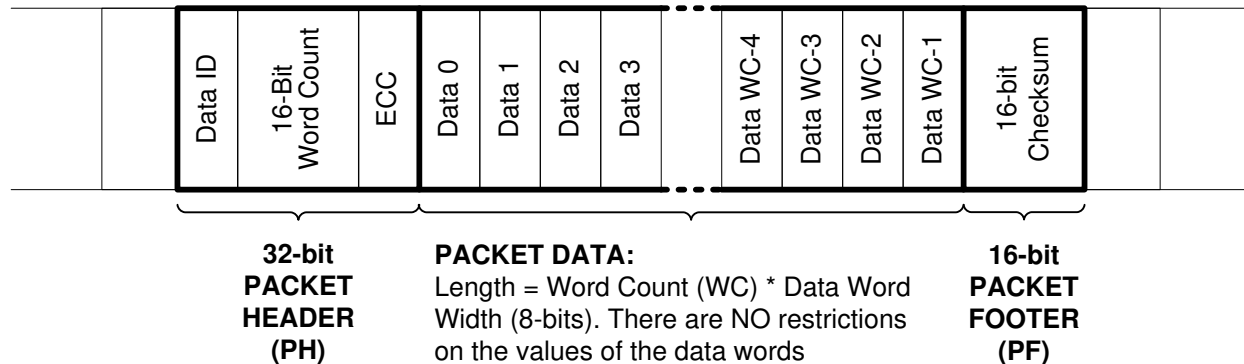 Data ID
16-Bit
Word Count
ECC
Data 0
Data 1
Data 2
Data 3
Data WC-4
Data WC-3
Data WC-2
Data WC-1
16-bit
Checksum
32-bit
PACKET
HEADER
(PH)
PACKET DATA:
Length = Word Count (WC) * Data Word
Width (8-bits). There are NO restrictions
on the values of the data words
16-bit
PACKET
FOOTER
(PF)